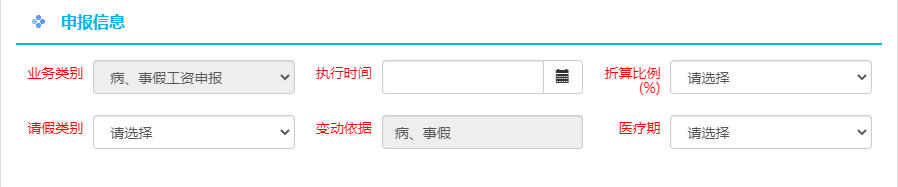 申报信息
业务类别 病、事假工资申报 执行时间 折算比例(%) 请选择
请假类别 请选择 变动依据 病、事假 医疗期 请选择